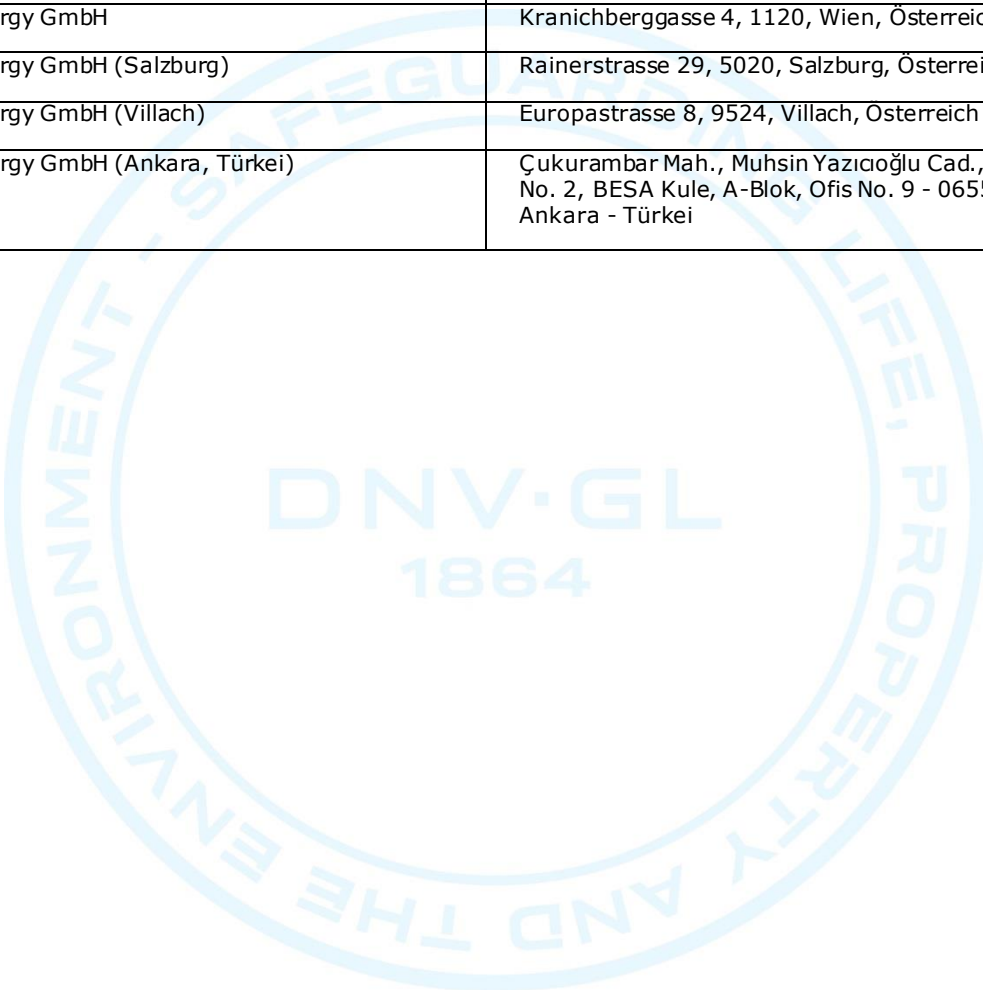 rgy GmbH Kranichberggasse 4, 1120, Wien, Österreic
rgy GmbH (Salzburg) Rainerstrasse 29, 5020, Salzburg, Österrei
rgy GmbH (Villach) Europastrasse 8, 9524, Villach, Österreich
rgy GmbH (Ankara, Türkei) Çukurambar Mah., Muhsin Yazıcıoğlu Cad.,
No. 2, BESA Kule, A-Blok, Ofis No. 9 - 0655
Ankara - Türkei
SAFEGUARDING LIFE, PROPERTY AND THE ENVIRONMENT -
DNV·GL
1864